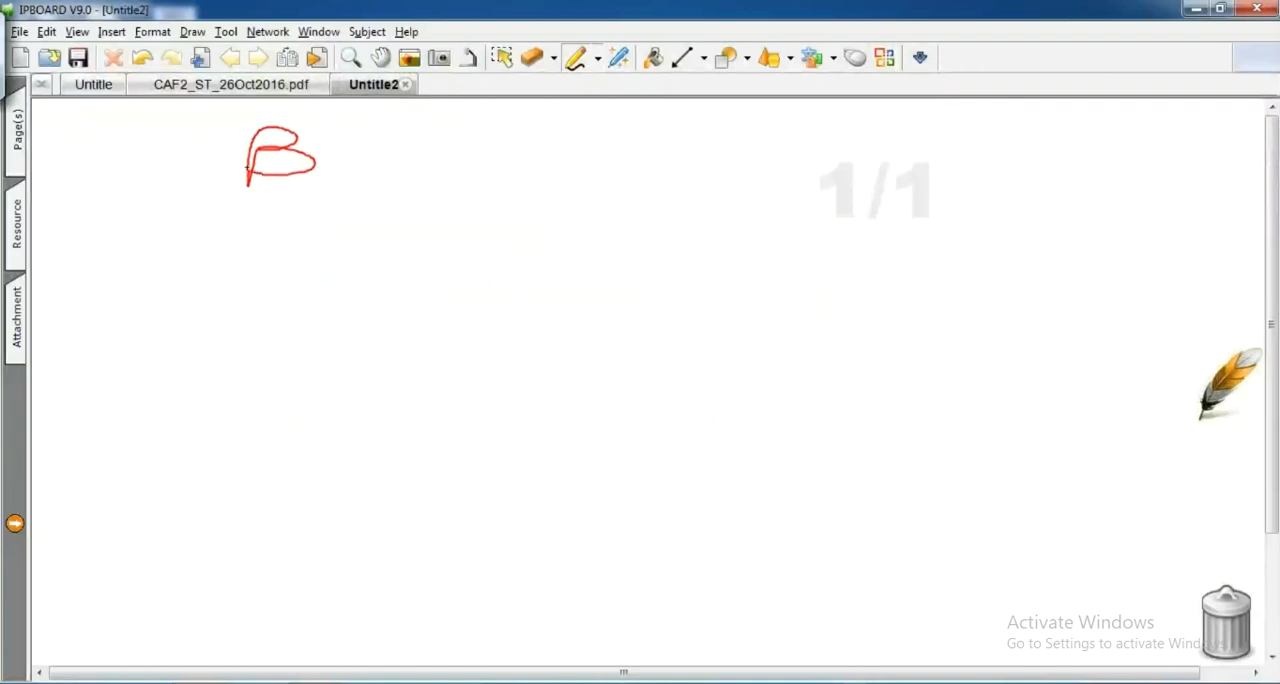 IPBOARD V9.0 - [Untitle2]
File Edit View Insert Format Draw Tool Network Window Subject Help
Untitle CAF2_ST_26Oct2016.pdf Untitle2
Page(s)
B
1/1
Resource
Attachment
Activate Windows
Go to Settings to activate Windows